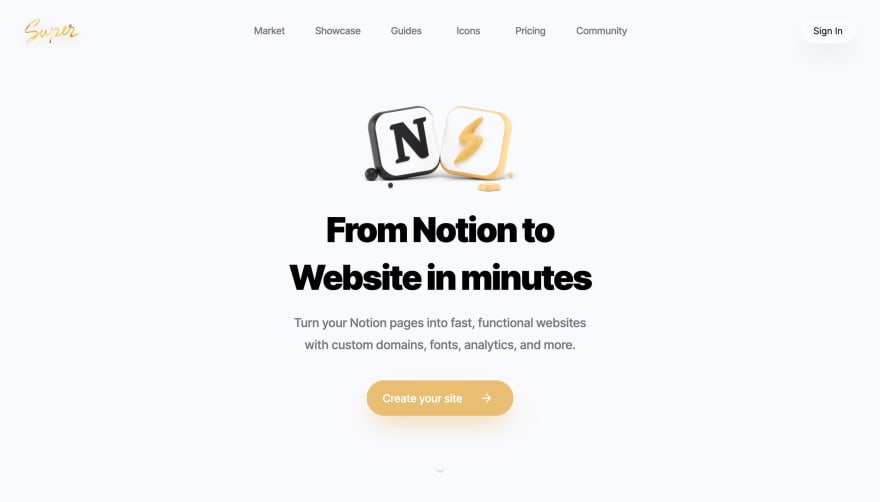 Super
Market
Showcase
Guides
Icons
Pricing
Community
Sign In
N
From Notion to
Website in minutes
Turn your Notion pages into fast, functional websites
with custom domains, fonts, analytics, and more.
Create your site